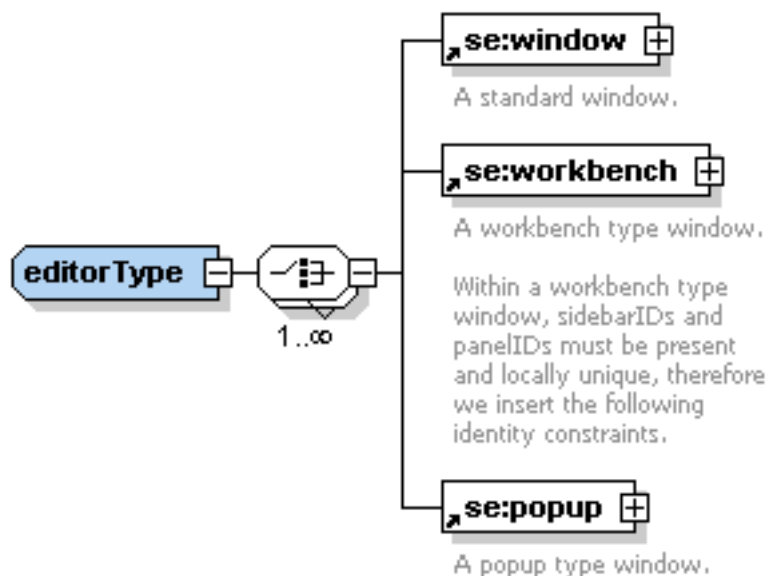 se:window
A standard window.
se:workbench
A workbench type window.
Within a workbench type
window, sidebarIDs and
panelIDs must be present
and locally unique, therefore
we insert the following
identity constraints.
editorType
1..∞
se:popup
A popup type window.